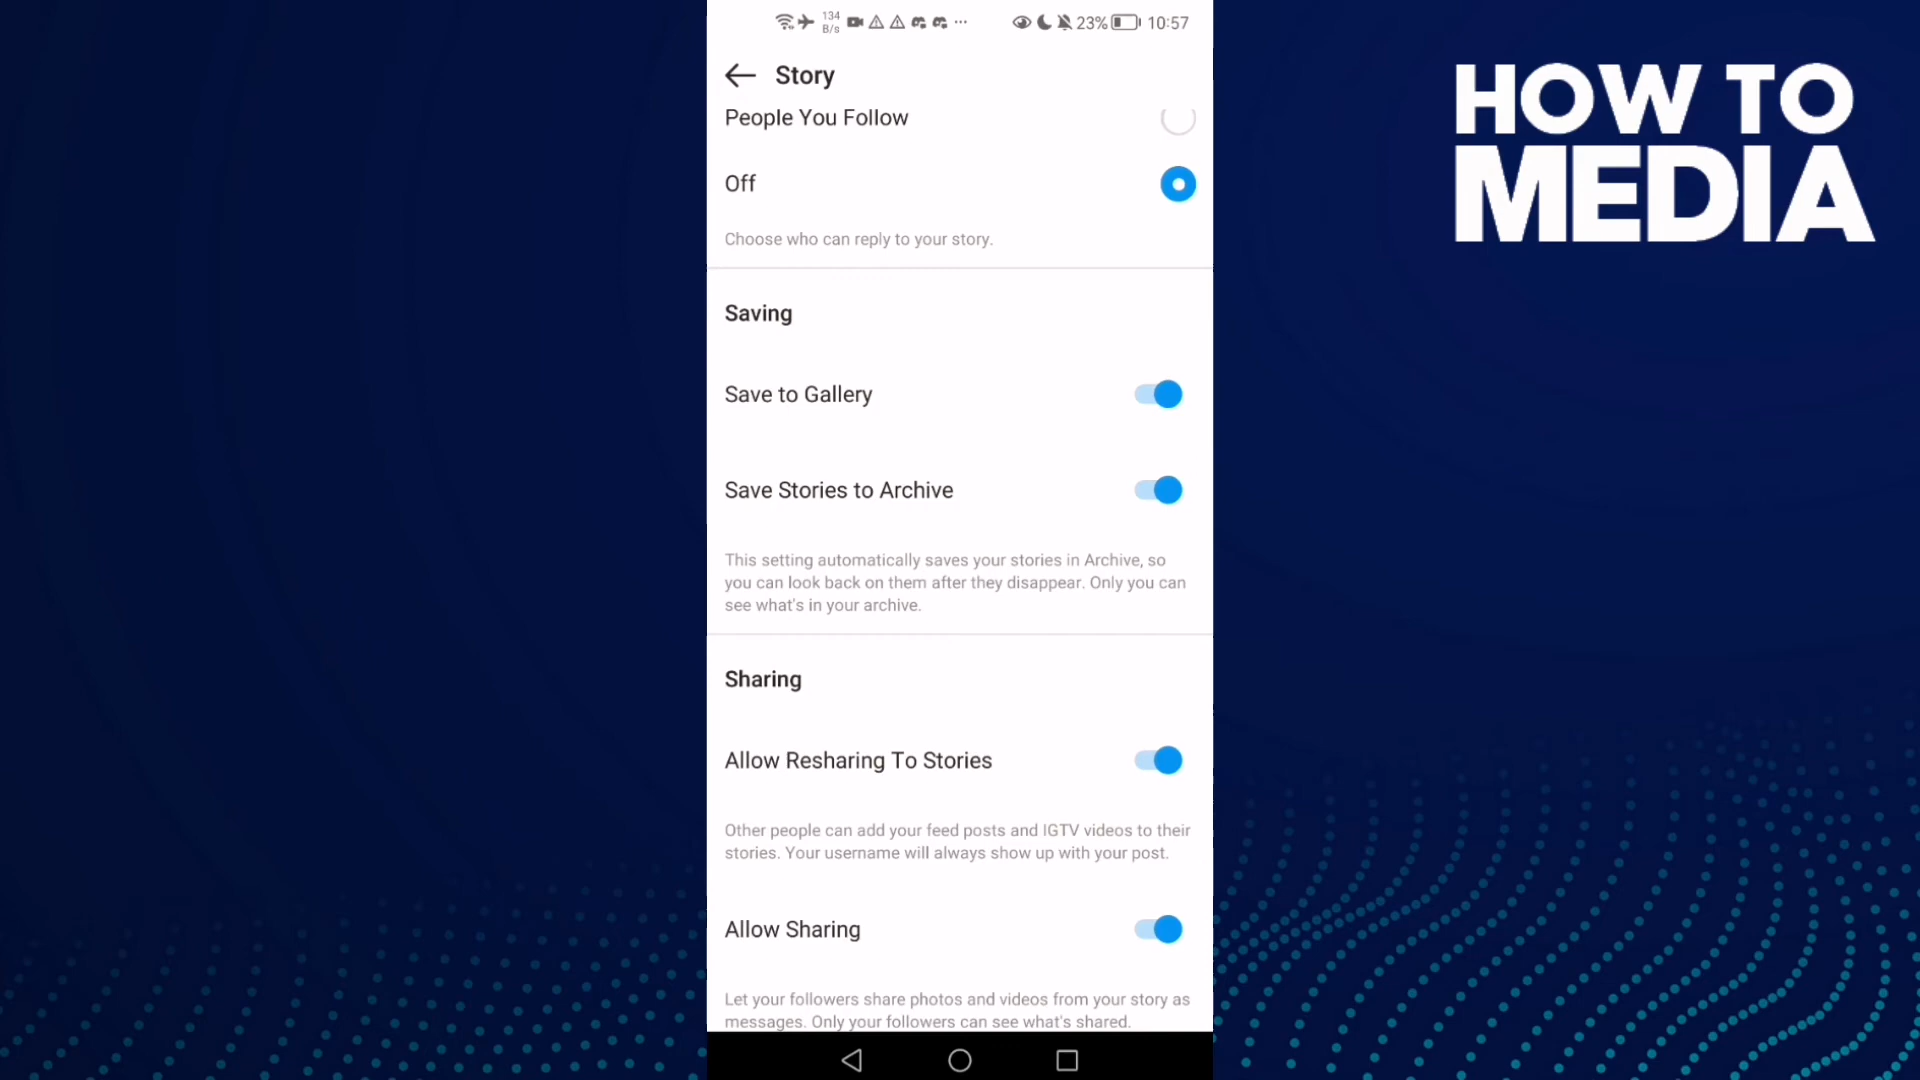 134
B/s
23%
10:57
Story
People You Follow
Off
Choose who can reply to your story.
Saving
Save to Gallery
Save Stories to Archive
This setting automatically saves your stories in Archive, so
you can look back on them after they disappear. Only you can
see what's in your archive.
Sharing
Allow Resharing To Stories
Other people can add your feed posts and IGTV videos to their
stories. Your username will always show up with your post.
Allow Sharing
Let your followers share photos and videos from your story as
messages. Only your followers can see what's shared.
HOW TO
MEDIA